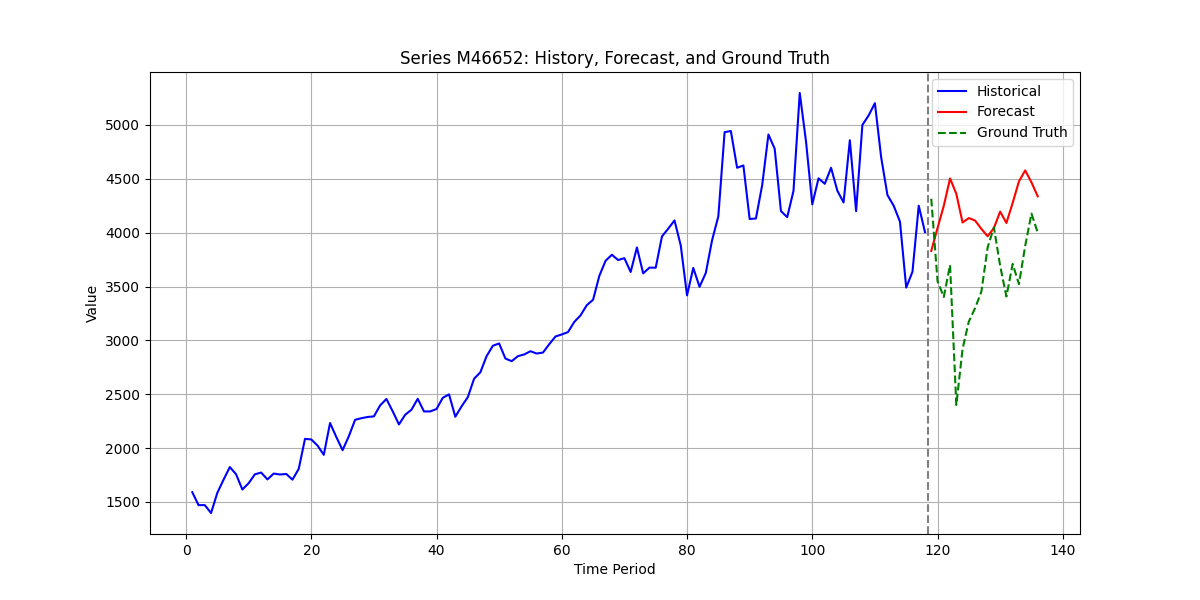 Series M46652: History, Forecast, and Ground Truth
Historical
Forecast
Ground Truth
Value
5000
4500
4000
3500
3000
2500
2000
1500
0 20 40 60 80 100 120 140
Time Period